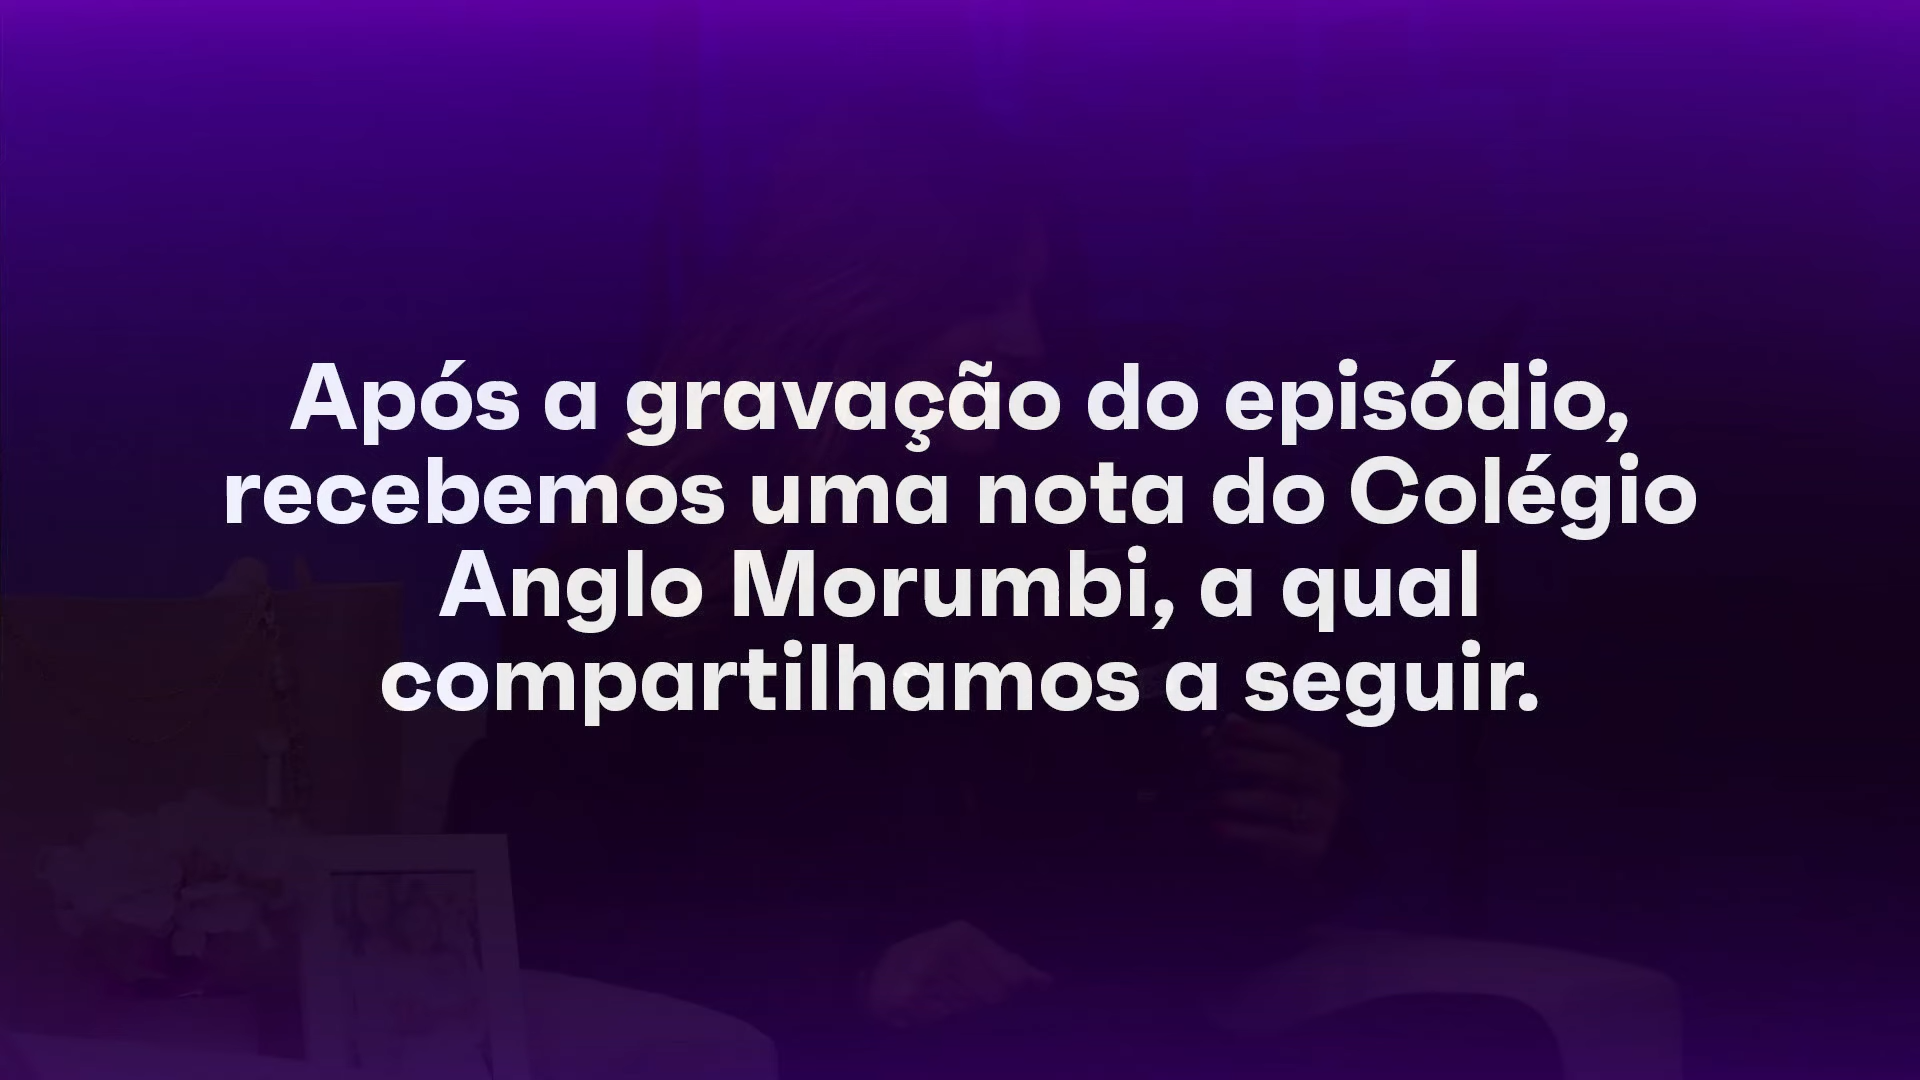 Após a gravação do episódio,
recebemos uma nota do Colégio
Anglo Morumbi, a qual
compartilhamos a seguir.